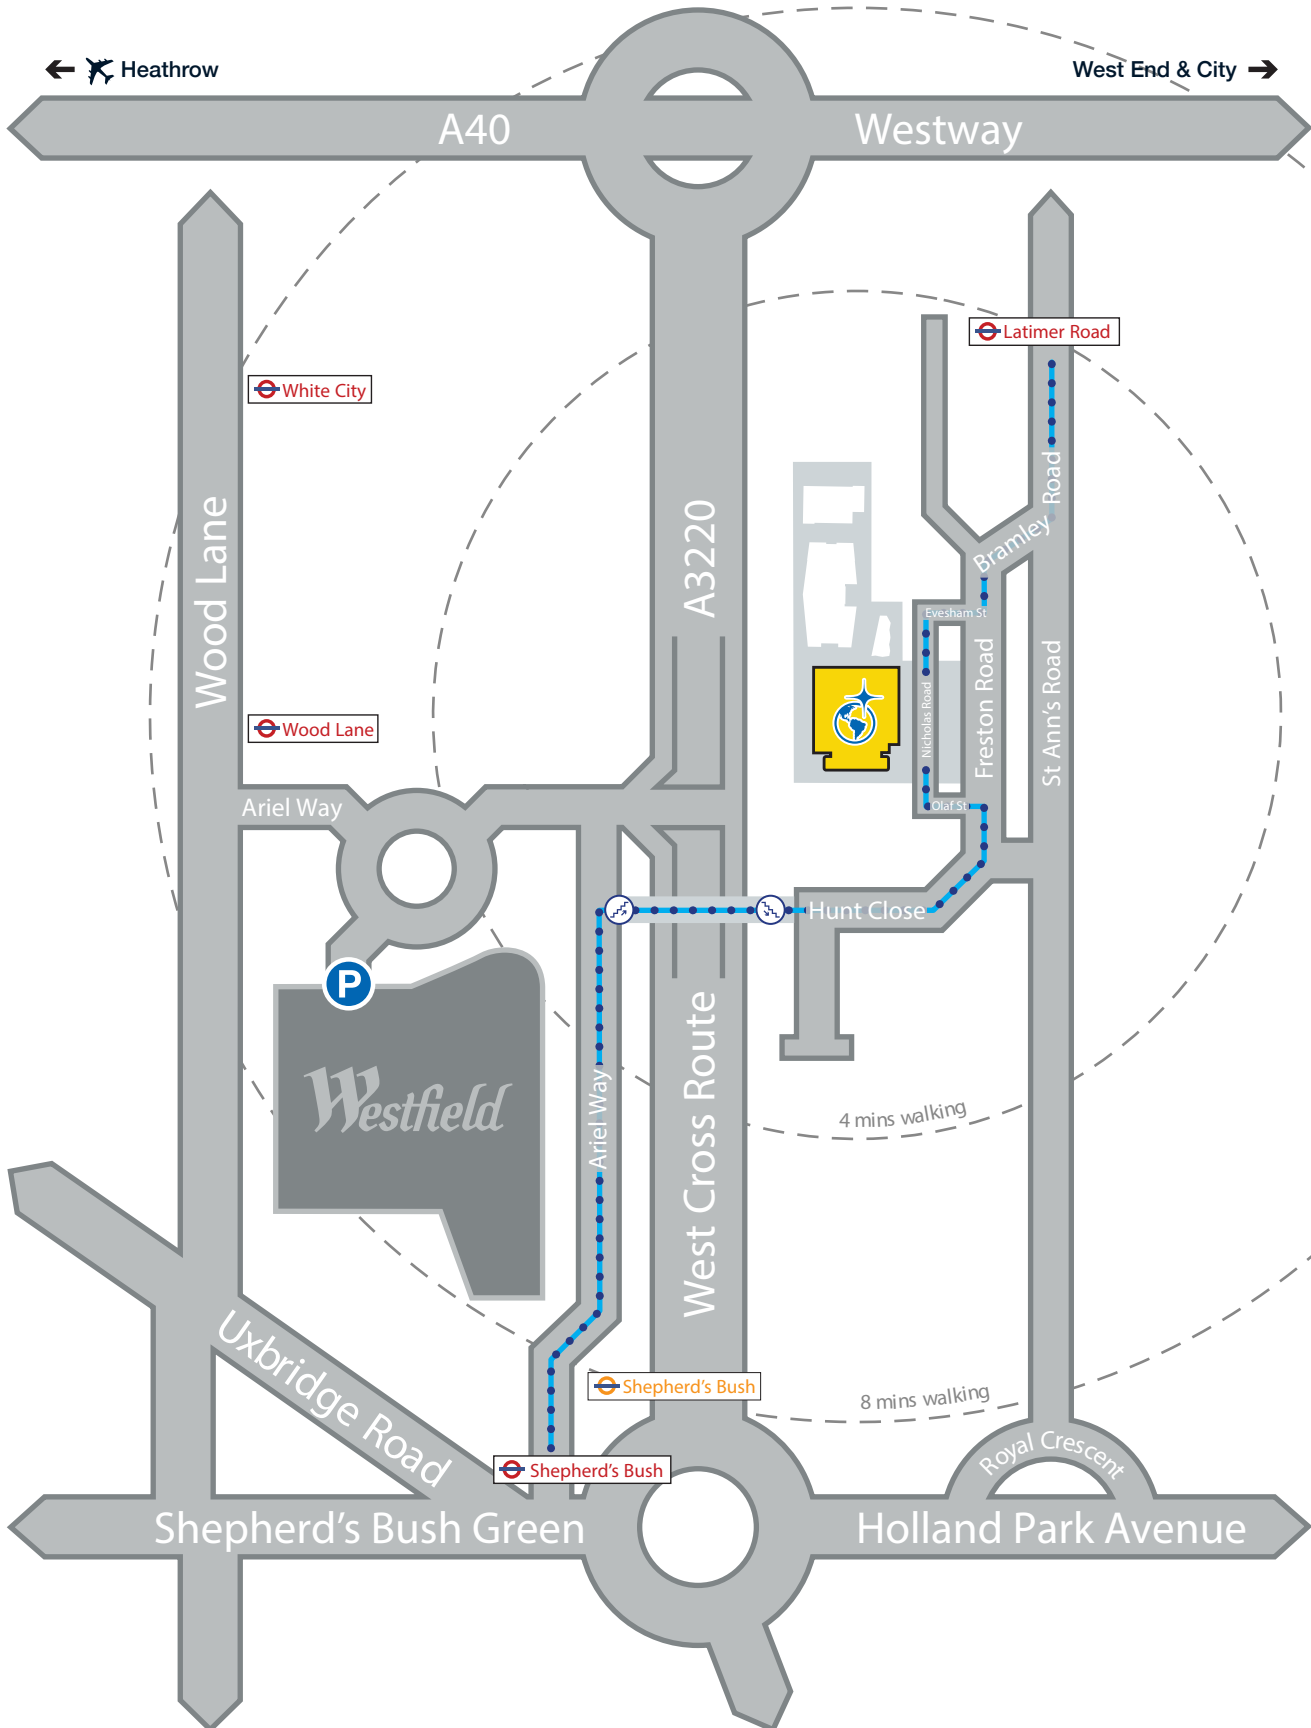 Heathrow
West End & City
A40
Westway
Latimer Road
White City
Wood Lane
A3220
Bramley Road
Evesham St
Nicholas Road
Freston Road
St Ann's Road
Wood Lane
Ariel Way
Olaf St
Hunt Close
P
Westfield
Ariel Way
West Cross Route
4 mins walking
Uxbridge Road
Shepherd's Bush
8 mins walking
Shepherd's Bush
Royal Crescent
Shepherd's Bush Green
Holland Park Avenue